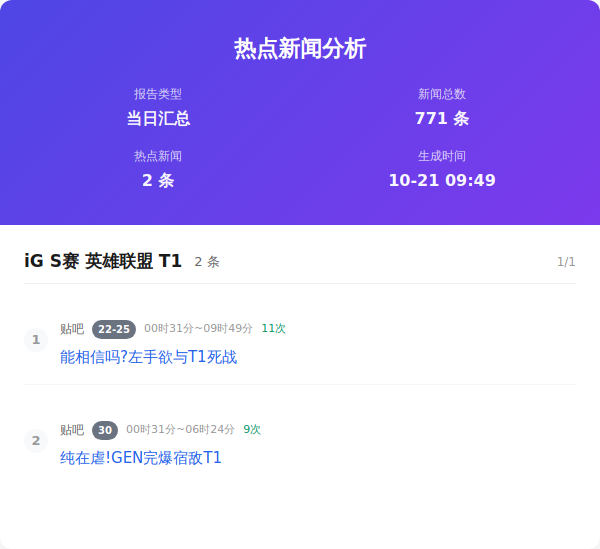 热点新闻分析
报告类型 新闻总数
当日汇总 771 条
热点新闻 生成时间
2 条 10-21 09:49
iG S赛 英雄联盟 T1 2 条 1/1
1 贴吧 22-25 00时31分~09时49分 11次
能相信吗?左手欲与T1死战
2 贴吧 30 00时31分~06时24分 9次
纯在虐!GEN完爆宿敌T1